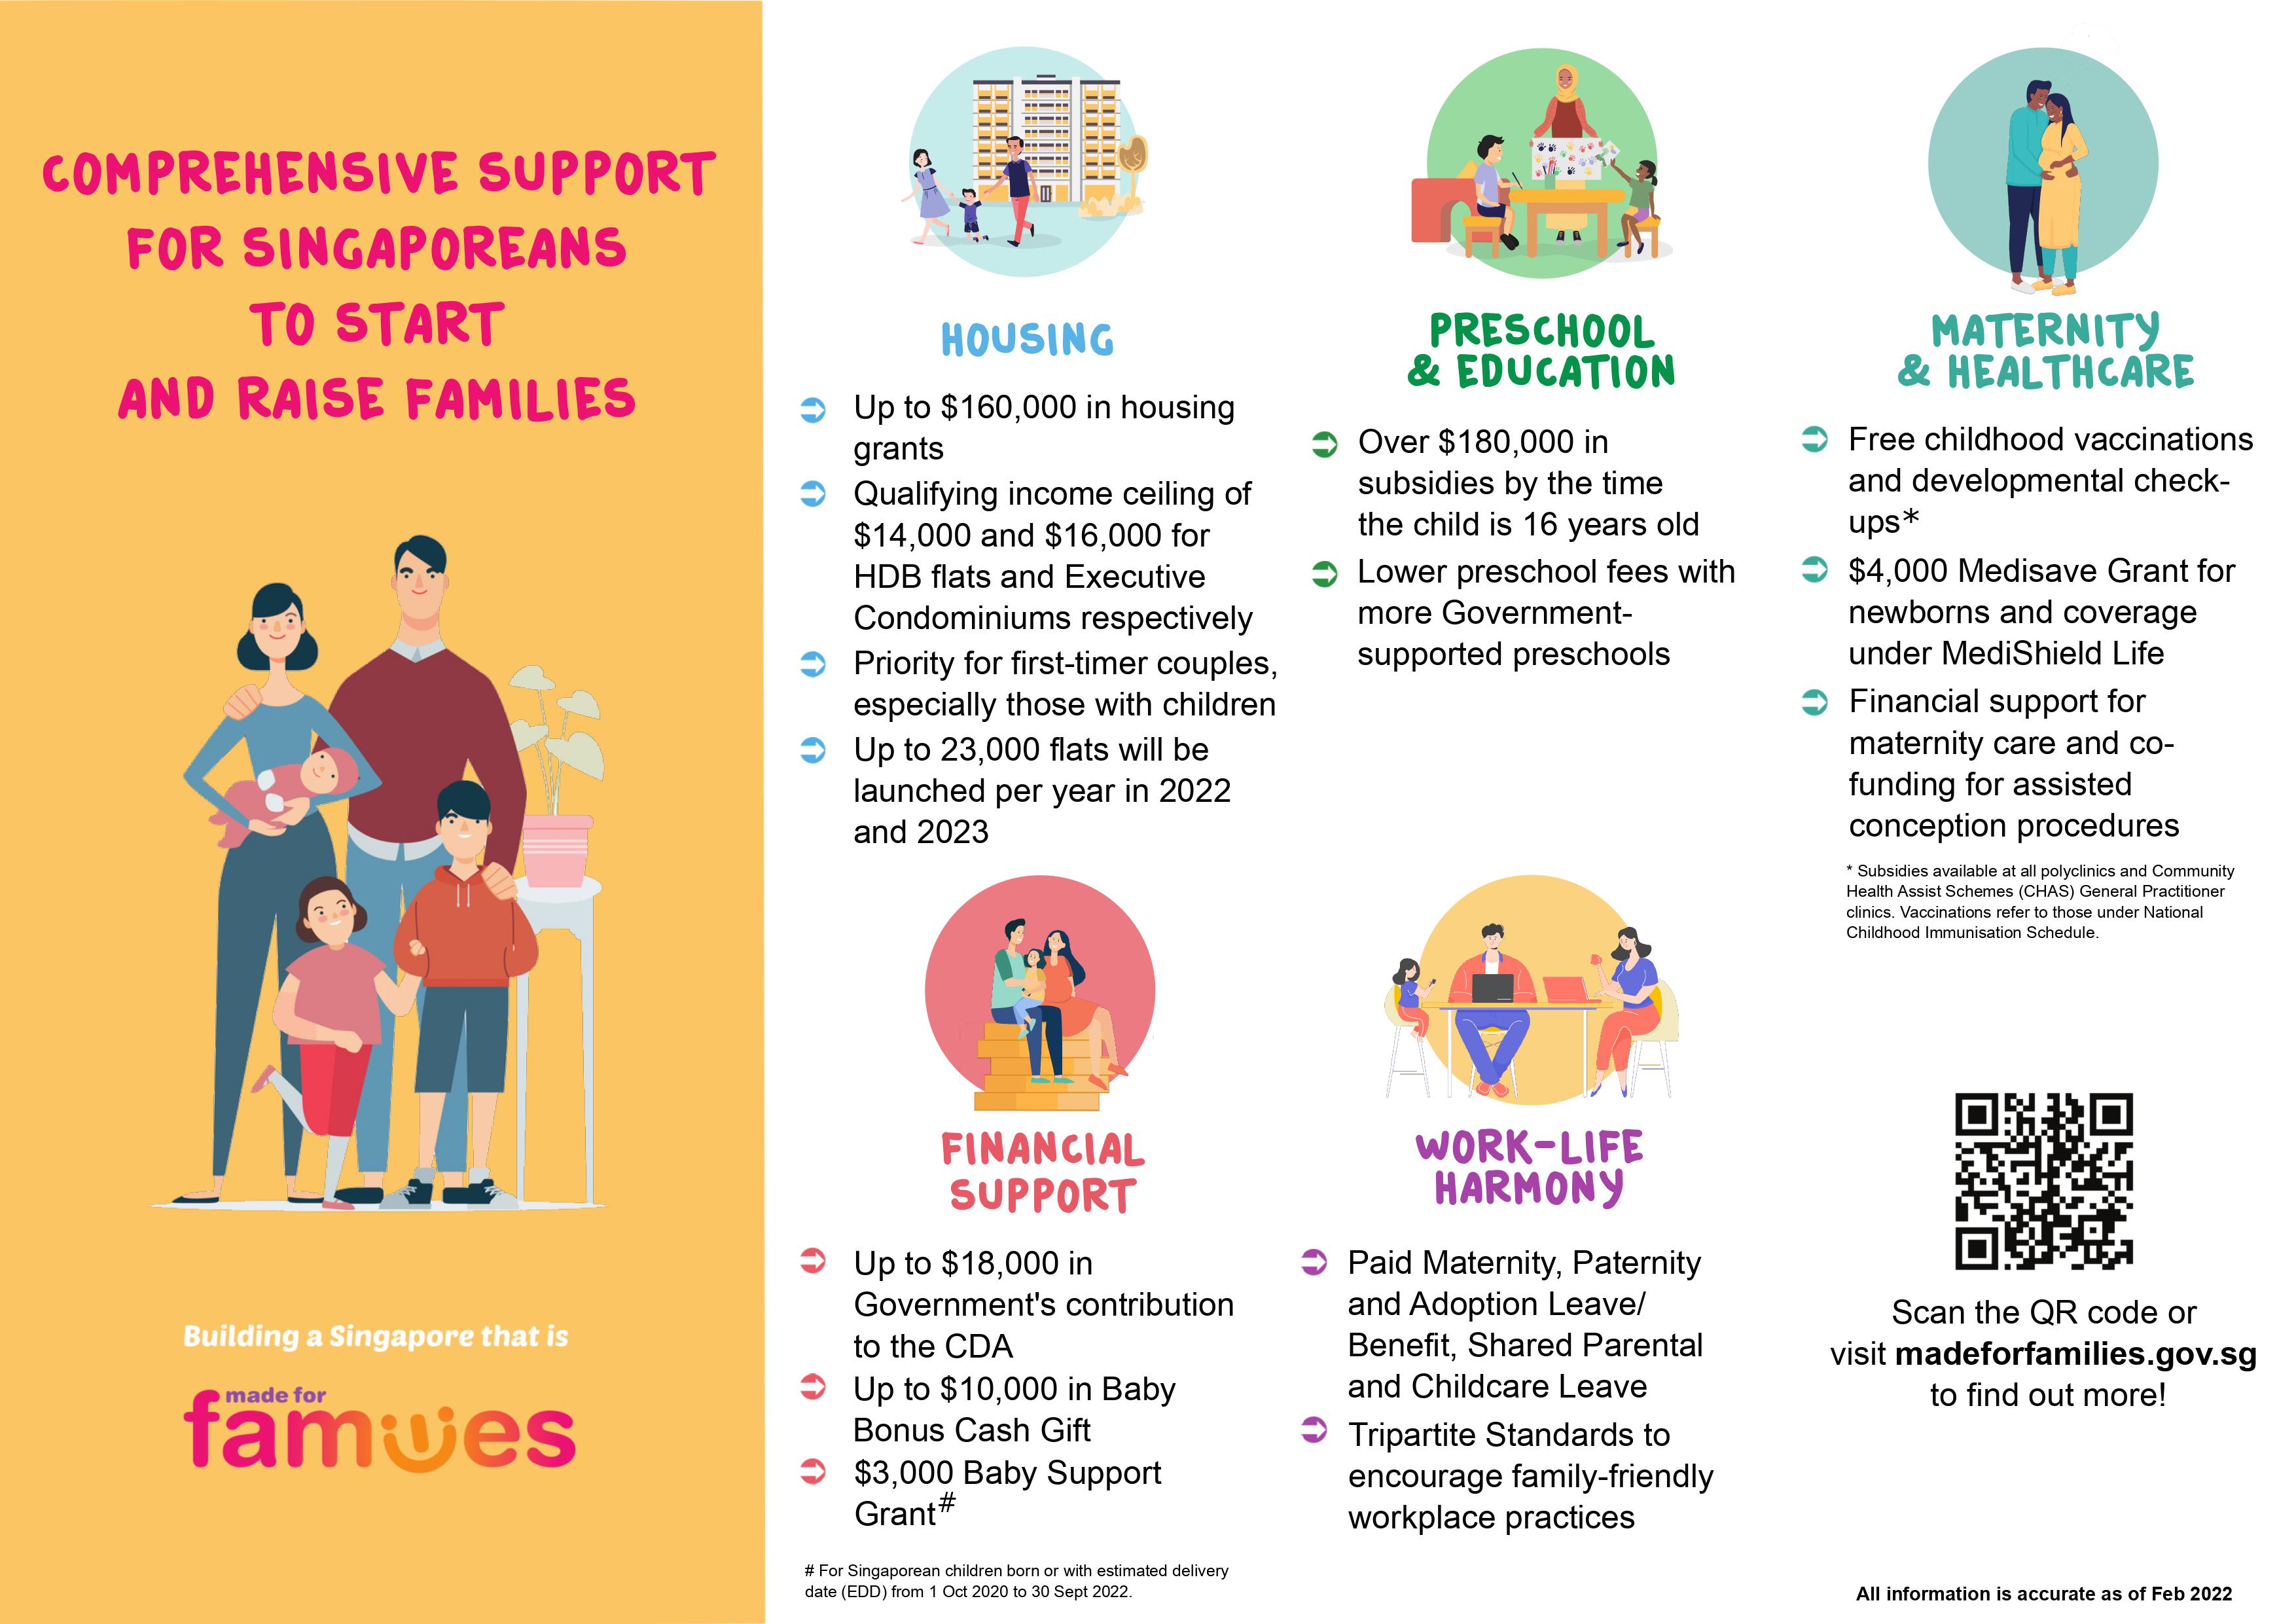 COMPREHENSIVE SUPPORT
FOR SINGAPOREANS
TO START
AND RAISE FAMILIES
Building a Singapore that is
made for
families
HOUSING
Up to $160,000 in housing
grants
Qualifying income ceiling of
$14,000 and $16,000 for
HDB flats and Executive
Condominiums respectively
Priority for first-timer couples,
especially those with children
Up to 23,000 flats will be
launched per year in 2022
and 2023
PRESCHOOL
& EDUCATION
Over $180,000 in
subsidies by the time
the child is 16 years old
Lower preschool fees with
more Government-
supported preschools
MATERNITY
& HEALTHCARE
Free childhood vaccinations
and developmental check-
ups*
$4,000 Medisave Grant for
newborns and coverage
under MediShield Life
Financial support for
maternity care and co-
funding for assisted
conception procedures
* Subsidies available at all polyclinics and Community
Health Assist Schemes (CHAS) General Practitioner
clinics. Vaccinations refer to those under National
Childhood Immunisation Schedule.
FINANCIAL
SUPPORT
Up to $18,000 in
Government's contribution
to the CDA
Up to $10,000 in Baby
Bonus Cash Gift
$3,000 Baby Support
Grant#
# For Singaporean children born or with estimated delivery
date (EDD) from 1 Oct 2020 to 30 Sept 2022.
WORK-LIFE
HARMONY
Paid Maternity, Paternity
and Adoption Leave/
Benefit, Shared Parental
and Childcare Leave
Tripartite Standards to
encourage family-friendly
workplace practices
Scan the QR code or
visit madeforfamilies.gov.sg
to find out more!
All information is accurate as of Feb 2022